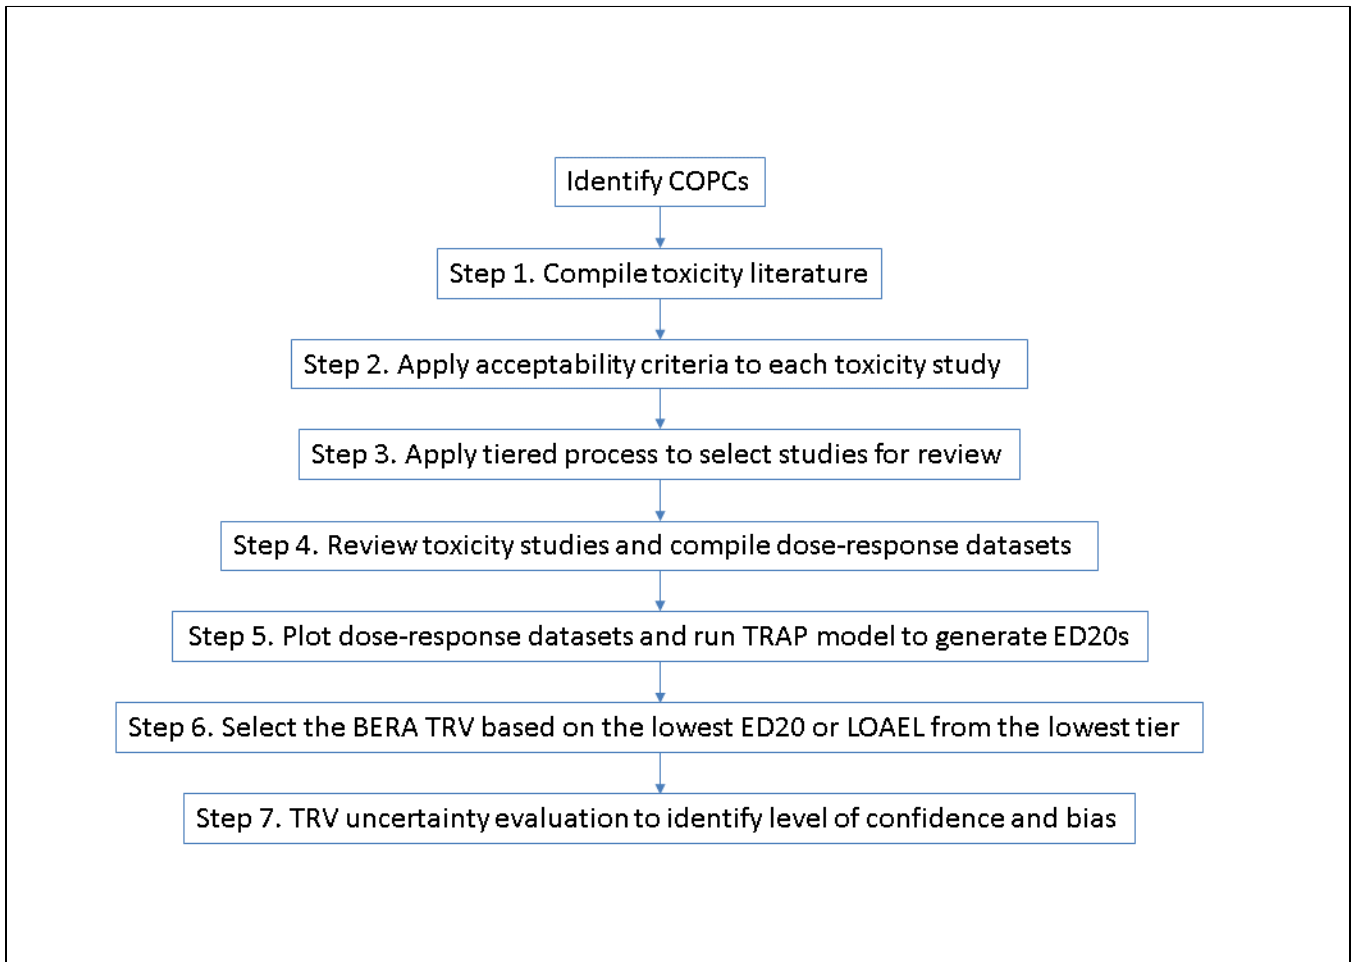 Identify COPCs
Step 1. Compile toxicity literature
Step 2. Apply acceptability criteria to each toxicity study
Step 3. Apply tiered process to select studies for review
Step 4. Review toxicity studies and compile dose-response datasets
Step 5. Plot dose-response datasets and run TRAP model to generate ED20s
Step 6. Select the BERA TRV based on the lowest ED20 or LOAEL from the lowest tier
Step 7. TRV uncertainty evaluation to identify level of confidence and bias